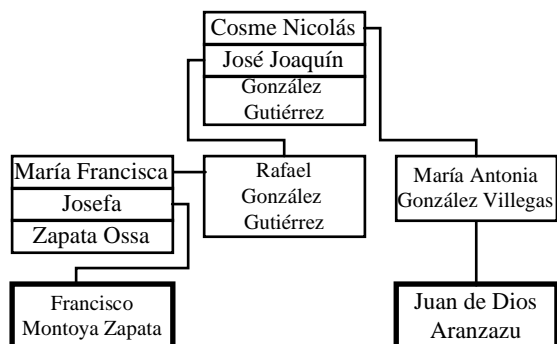 Cosme Nicolás
José Joaquín
González
Gutiérrez
María Francisca
Josefa
Zapata Ossa
Rafael
González
Gutiérrez
María Antonia
González Villegas
Francisco
Montoya Zapata
Juan de Dios
Aranzazu